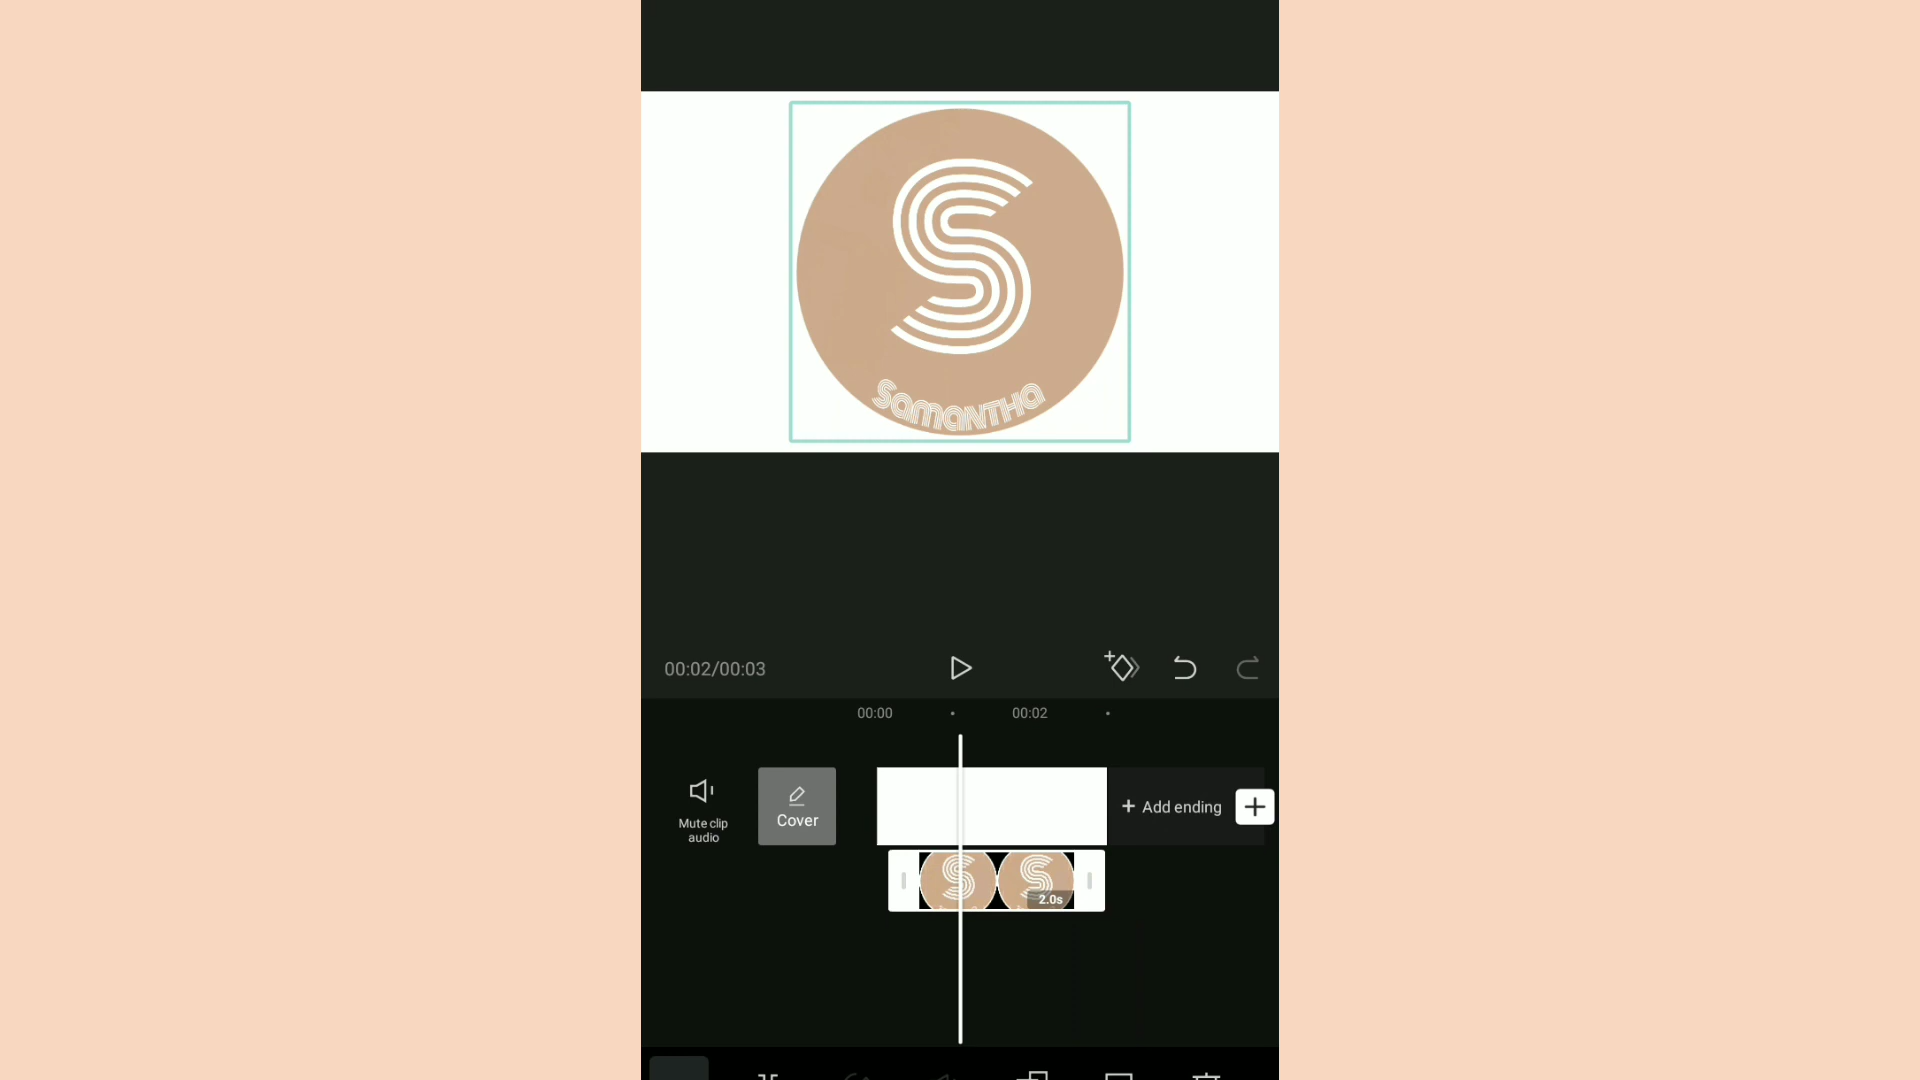 S
SAMANTHA
00:02/00:03
00:00
00:02
Mute clip
audio
Cover
+ Add ending
2.0s